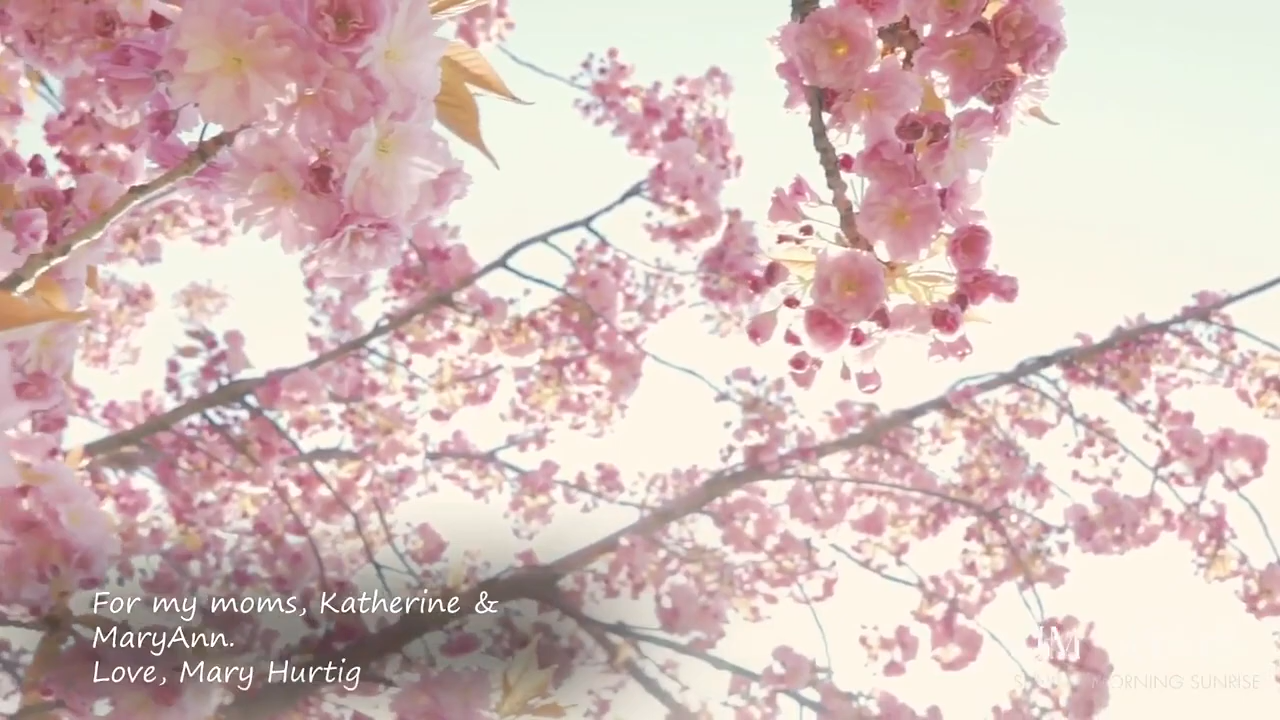 For my moms, Katherine &
MaryAnn.
Love, Mary Hurtig
MORNING SUNRISE